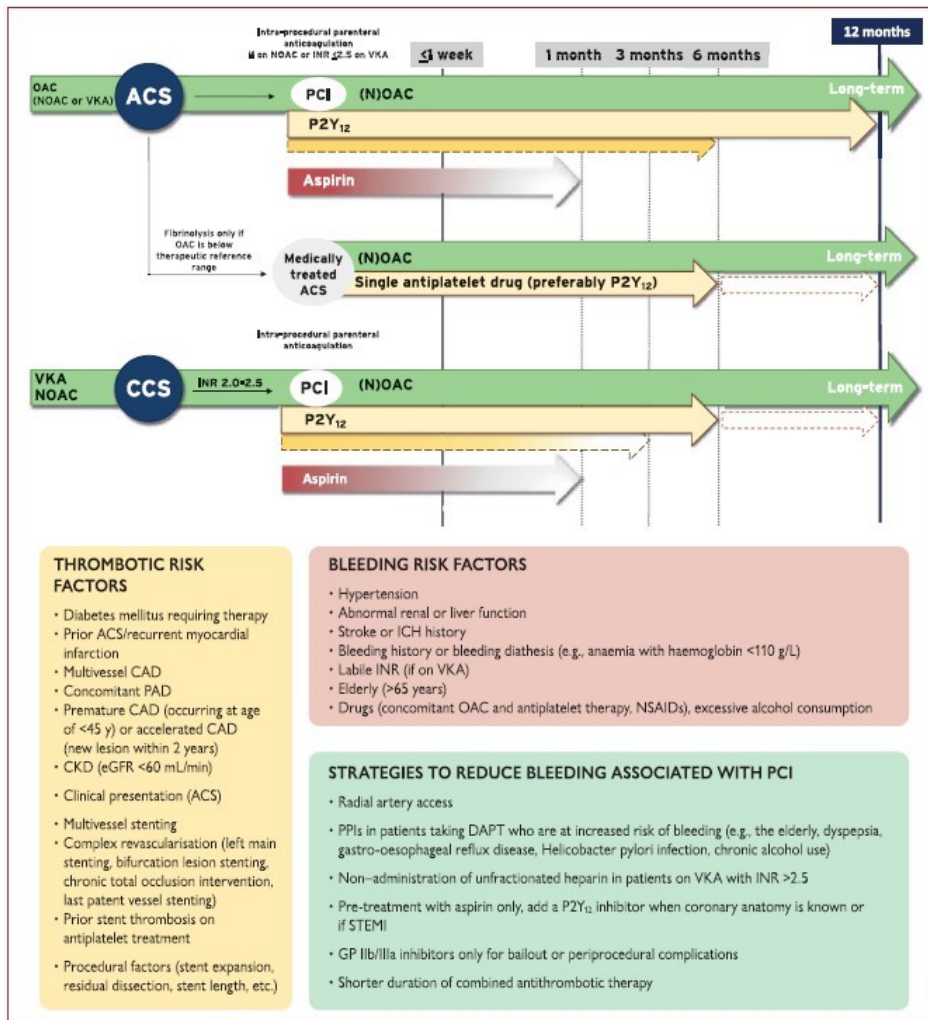 Intra-procedural parenteral
anticoagulation
if on NOAC or INR ≤2.5 on VKA
≤1 week
1 month
3 months
6 months
12 months
OAC
(NOAC or VKA)
ACS
PCI
(N)OAC
Long-term
P2Y12
Aspirin
Fibrinolysis only if
OAC is below
therapeutic reference
range
Medically
treated
ACS
(N)OAC
Long-term
Single antiplatelet drug (preferably P2Y12)
Intra-procedural parenteral
anticoagulation
VKA
NOAC
CCS
INR 2.0-2.5
PCI
(N)OAC
Long-term
P2Y12
Aspirin
THROMBOTIC RISK
FACTORS
• Diabetes mellitus requiring therapy
• Prior ACS/recurrent myocardial
infarction
• Multivessel CAD
• Concomitant PAD
• Premature CAD (occurring at age
of <45 y) or accelerated CAD
(new lesion within 2 years)
• CKD (eGFR <60 mL/min)
• Clinical presentation (ACS)
• Multivessel stenting
• Complex revascularisation (left main
stenting, bifurcation lesion stenting,
chronic total occlusion intervention,
last patent vessel stenting)
• Prior stent thrombosis on
antiplatelet treatment
• Procedural factors (stent expansion,
residual dissection, stent length, etc.)
BLEEDING RISK FACTORS
• Hypertension
• Abnormal renal or liver function
• Stroke or ICH history
• Bleeding history or bleeding diathesis (e.g., anaemia with haemoglobin <110 g/L)
• Labile INR (if on VKA)
• Elderly (>65 years)
• Drugs (concomitant OAC and antiplatelet therapy, NSAIDs), excessive alcohol consumption
STRATEGIES TO REDUCE BLEEDING ASSOCIATED WITH PCI
• Radial artery access
• PPIs in patients taking DAPT who are at increased risk of bleeding (e.g., the elderly, dyspepsia,
gastro-oesophageal reflux disease, Helicobacter pylori infection, chronic alcohol use)
• Non–administration of unfractionated heparin in patients on VKA with INR >2.5
• Pre-treatment with aspirin only, add a P2Y12 inhibitor when coronary anatomy is known or
if STEMI
• GP IIb/IIIa inhibitors only for bailout or periprocedural complications
• Shorter duration of combined antithrombotic therapy